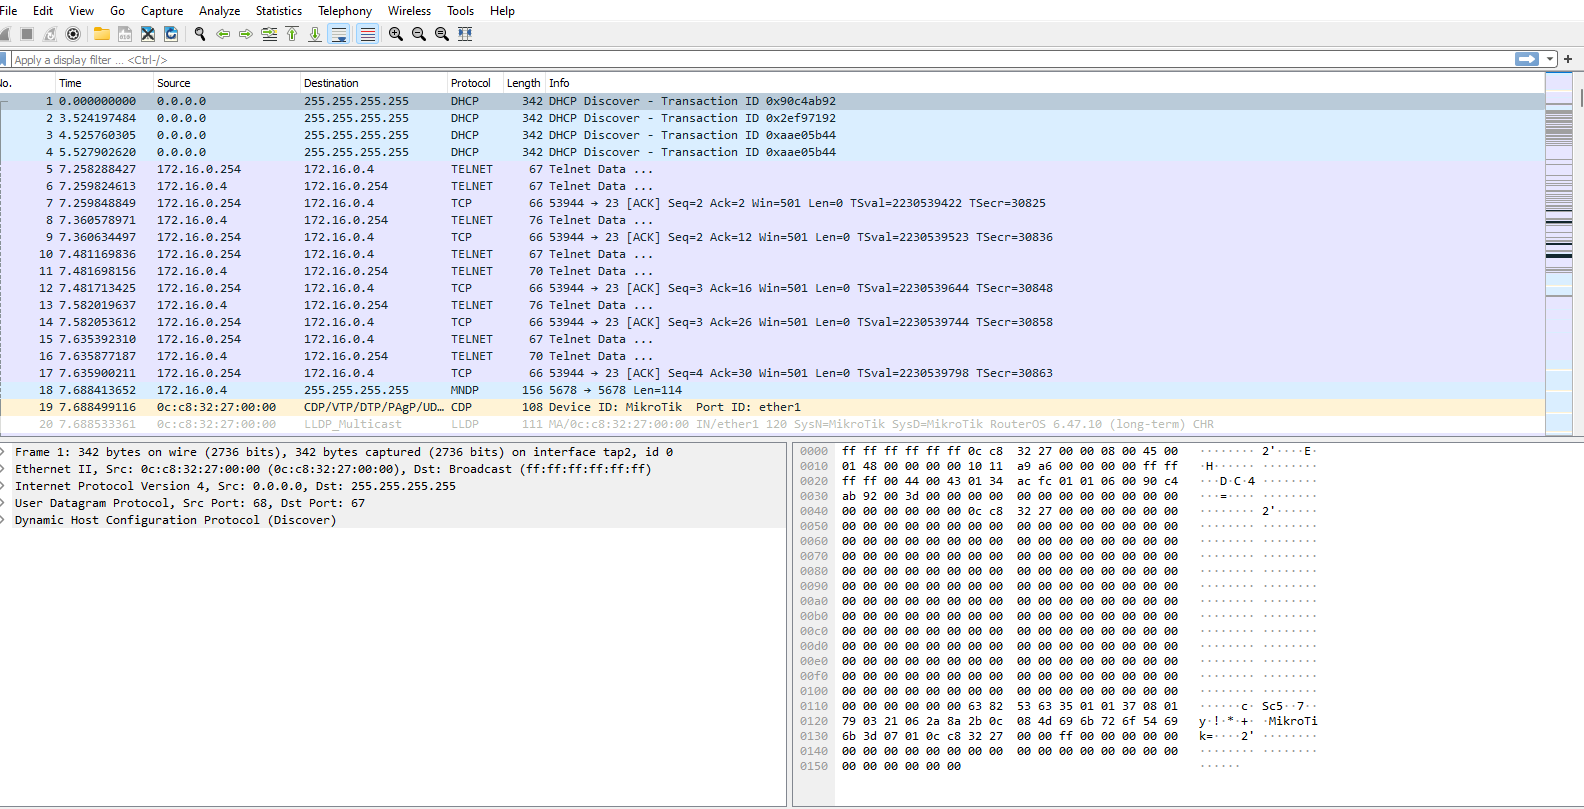 File Edit View Go Capture Analyze Statistics Telephony Wireless Tools Help
Apply a display filter ... <Ctrl-/>
No. Time Source Destination Protocol Length Info
1 0.000000000 0.0.0.0 255.255.255.255 DHCP 342 DHCP Discover - Transaction ID 0x90c4ab92
2 3.524197484 0.0.0.0 255.255.255.255 DHCP 342 DHCP Discover - Transaction ID 0x2ef97192
3 4.525760305 0.0.0.0 255.255.255.255 DHCP 342 DHCP Discover - Transaction ID 0xaae05b44
4 5.527902620 0.0.0.0 255.255.255.255 DHCP 342 DHCP Discover - Transaction ID 0xaae05b44
5 7.258288427 172.16.0.254 172.16.0.4 TELNET 67 Telnet Data ...
6 7.259824613 172.16.0.4 172.16.0.254 TELNET 67 Telnet Data ...
7 7.259848849 172.16.0.254 172.16.0.4 TCP 66 53944 → 23 [ACK] Seq=2 Ack=2 Win=501 Len=0 TSval=2230539422 TSecr=30825
8 7.360578971 172.16.0.4 172.16.0.254 TELNET 76 Telnet Data ...
9 7.360634497 172.16.0.254 172.16.0.4 TCP 66 53944 → 23 [ACK] Seq=2 Ack=12 Win=501 Len=0 TSval=2230539523 TSecr=30836
10 7.481169836 172.16.0.254 172.16.0.4 TELNET 67 Telnet Data ...
11 7.481698156 172.16.0.4 172.16.0.254 TELNET 70 Telnet Data ...
12 7.481713425 172.16.0.254 172.16.0.4 TCP 66 53944 → 23 [ACK] Seq=3 Ack=16 Win=501 Len=0 TSval=2230539644 TSecr=30848
13 7.582019637 172.16.0.4 172.16.0.254 TELNET 76 Telnet Data ...
14 7.582053612 172.16.0.254 172.16.0.4 TCP 66 53944 → 23 [ACK] Seq=3 Ack=26 Win=501 Len=0 TSval=2230539744 TSecr=30858
15 7.635392310 172.16.0.254 172.16.0.4 TELNET 67 Telnet Data ...
16 7.635877187 172.16.0.4 172.16.0.254 TELNET 70 Telnet Data ...
17 7.635900211 172.16.0.254 172.16.0.4 TCP 66 53944 → 23 [ACK] Seq=4 Ack=30 Win=501 Len=0 TSval=2230539798 TSecr=30863
18 7.688413652 172.16.0.4 255.255.255.255 MNDP 156 5678 → 5678 Len=114
19 7.688499116 0c:c8:32:27:00:00 CDP/VTP/DTP/PAgP/UD… CDP 108 Device ID: MikroTik Port ID: ether1
20 7.688533361 0c:c8:32:27:00:00 LLDP_Multicast LLDP 111 MA/0c:c8:32:27:00:00 IN/ether1 120 SysN=MikroTik SysD=MikroTik RouterOS 6.47.10 (long-term) CHR
Frame 1: 342 bytes on wire (2736 bits), 342 bytes captured (2736 bits) on interface tap2, id 0
Ethernet II, Src: 0c:c8:32:27:00:00 (0c:c8:32:27:00:00), Dst: Broadcast (ff:ff:ff:ff:ff:ff)
Internet Protocol Version 4, Src: 0.0.0.0, Dst: 255.255.255.255
User Datagram Protocol, Src Port: 68, Dst Port: 67
Dynamic Host Configuration Protocol (Discover)
0000 ff ff ff ff ff ff 0c c8 32 27 00 00 08 00 45 00 ········ 2'····E·
0010 01 48 00 00 00 00 10 11 a9 a6 00 00 00 00 ff ff ·H······ ········
0020 ff ff 00 44 00 43 01 34 ac fc 01 01 06 00 90 c4 ···D·C·4 ········
0030 ab 92 00 3d 00 00 00 00 00 00 00 00 00 00 00 00 ···=···· ········
0040 00 00 00 00 00 00 0c c8 32 27 00 00 00 00 00 00 ········ 2'······
0050 00 00 00 00 00 00 00 00 00 00 00 00 00 00 00 00 ········ ········
0060 00 00 00 00 00 00 00 00 00 00 00 00 00 00 00 00 ········ ········
0070 00 00 00 00 00 00 00 00 00 00 00 00 00 00 00 00 ········ ········
0080 00 00 00 00 00 00 00 00 00 00 00 00 00 00 00 00 ········ ········
0090 00 00 00 00 00 00 00 00 00 00 00 00 00 00 00 00 ········ ········
00a0 00 00 00 00 00 00 00 00 00 00 00 00 00 00 00 00 ········ ········
00b0 00 00 00 00 00 00 00 00 00 00 00 00 00 00 00 00 ········ ········
00c0 00 00 00 00 00 00 00 00 00 00 00 00 00 00 00 00 ········ ········
00d0 00 00 00 00 00 00 00 00 00 00 00 00 00 00 00 00 ········ ········
00e0 00 00 00 00 00 00 00 00 00 00 00 00 00 00 00 00 ········ ········
00f0 00 00 00 00 00 00 00 00 00 00 00 00 00 00 00 00 ········ ········
0100 00 00 00 00 00 00 00 00 00 00 00 00 00 00 00 00 ········ ········
0110 00 00 00 00 00 00 63 82 53 63 35 01 01 37 08 01 ······c· Sc5··7··
0120 79 03 21 06 2a 8a 2b 0c 08 4d 69 6b 72 6f 54 69 y·!·*·+· ·MikroTi
0130 6b 3d 07 01 0c c8 32 27 00 00 ff 00 00 00 00 00 k=····2' ········
0140 00 00 00 00 00 00 00 00 00 00 00 00 00 00 00 00 ········ ········
0150 00 00 00 00 00 00 ······